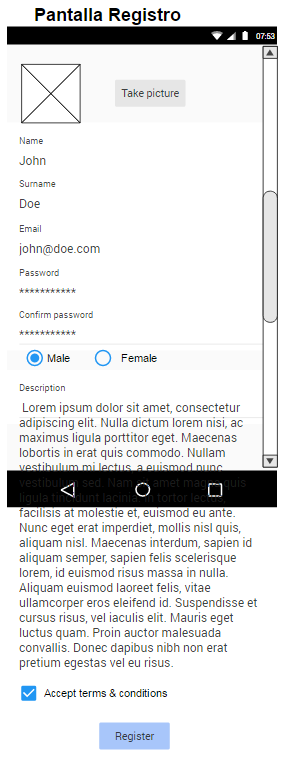 Pantalla Registro
07:53
Take picture
Name
John
Surname
Doe
Email
john@doe.com
Password
***********
Confirm password
***********
Male Female
Description
Lorem ipsum dolor sit amet, consectetur
adipiscing elit. Nulla dictum lorem nisi, ac
maximus ligula porttitor eget. Maecenas
lobortis in erat quis commodo. Nullam
vestibulum mi lectus, a euismod nunc
vestibulum sed. Nam sit amet magna quis
ligula tincidunt lacinia. In tortor lectus,
facilisis at molestie et, euismod eu ante.
Nunc eget erat imperdiet, mollis nisl quis,
aliquam nisl. Maecenas interdum, sapien id
aliquam semper, sapien felis scelerisque
lorem, id euismod risus massa in nulla.
Aliquam euismod laoreet felis, vitae
ullamcorper eros eleifend id. Suspendisse et
cursus risus, vel iaculis elit. Mauris eget
luctus quam. Proin auctor malesuada
convallis. Donec dapibus nibh non erat
pretium egestas vel eu risus.
Accept terms & conditions
Register